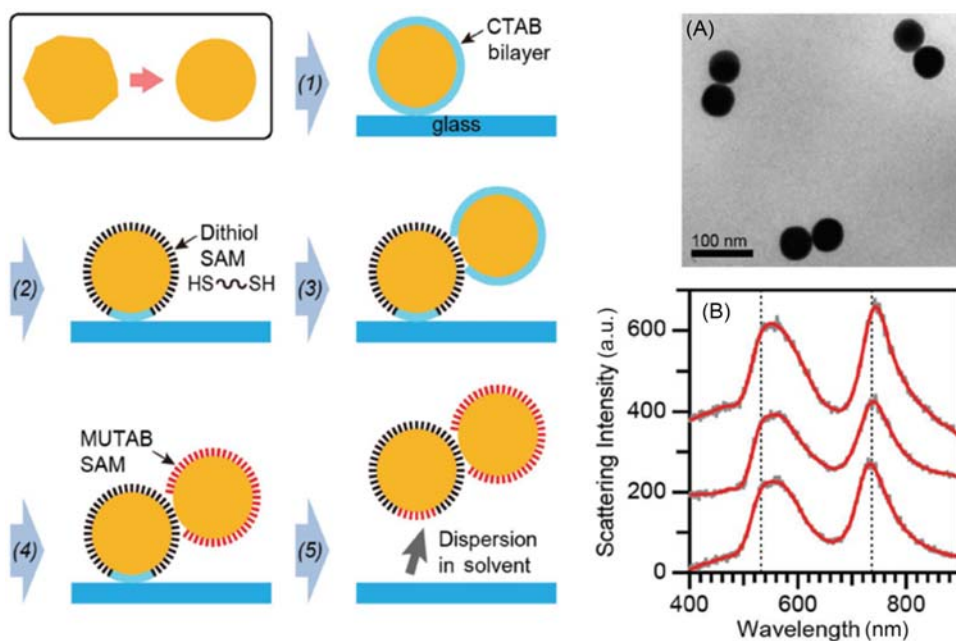 (1)
CTAB
bilayer
glass
(2)
Dithiol
SAM
HS SH
(3)
(4)
MUTAB
SAM
(5)
Dispersion
in solvent
(A)
100 nm
(B)
Scattering Intensity (a.u.)
600
400
200
0
400 600 800
Wavelength (nm)